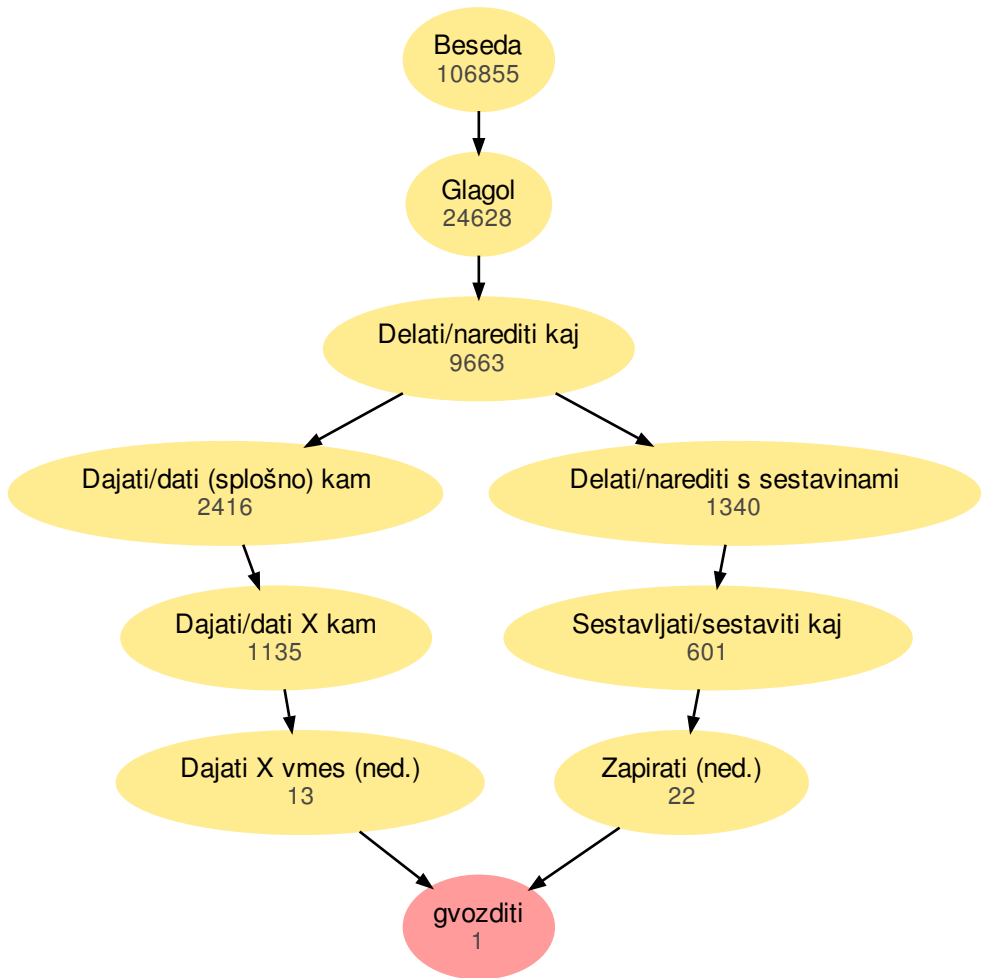 Beseda
106855
Glagol
24628
Delati/narediti kaj
9663
Dajati/dati (splošno) kam
2416
Delati/narediti s sestavinami
1340
Dajati/dati X kam
1135
Sestavljati/sestaviti kaj
601
Dajati X vmes (ned.)
13
Zapirati (ned.)
22
gvozditi
1